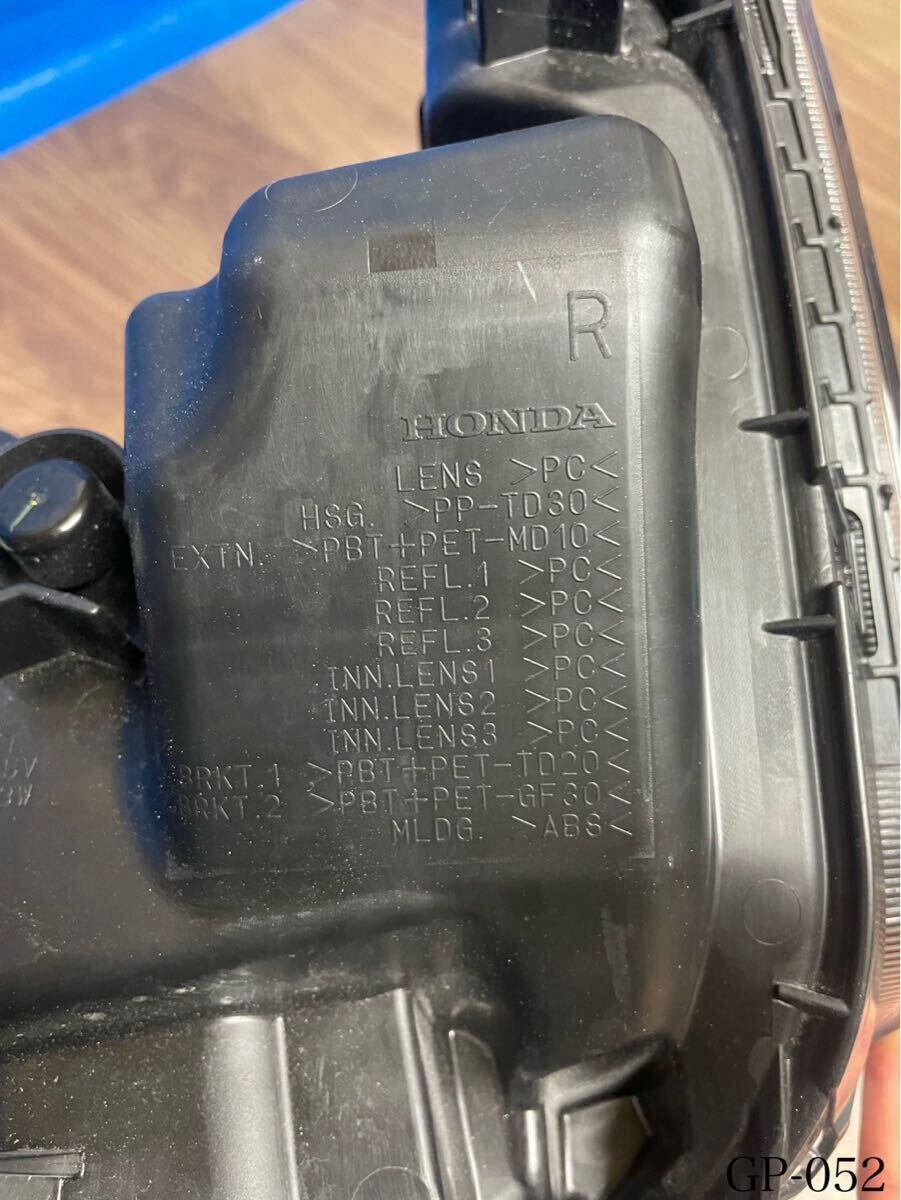 R
HONDA
LENS >PC<
HSG. >PP-TD30<
EXTN. >PBT+PET-MD10<
REFL.1 >PC<
REFL.2 >PC<
REFL.3 >PC<
INN.LENS1 >PC<
INN.LENS2 >PC<
INN.LENS3 >PC<
BRKT.1 >PBT+PET-TD20<
BRKT.2 >PBT+PET-GF30<
MLDG. >ABS<
GP-052